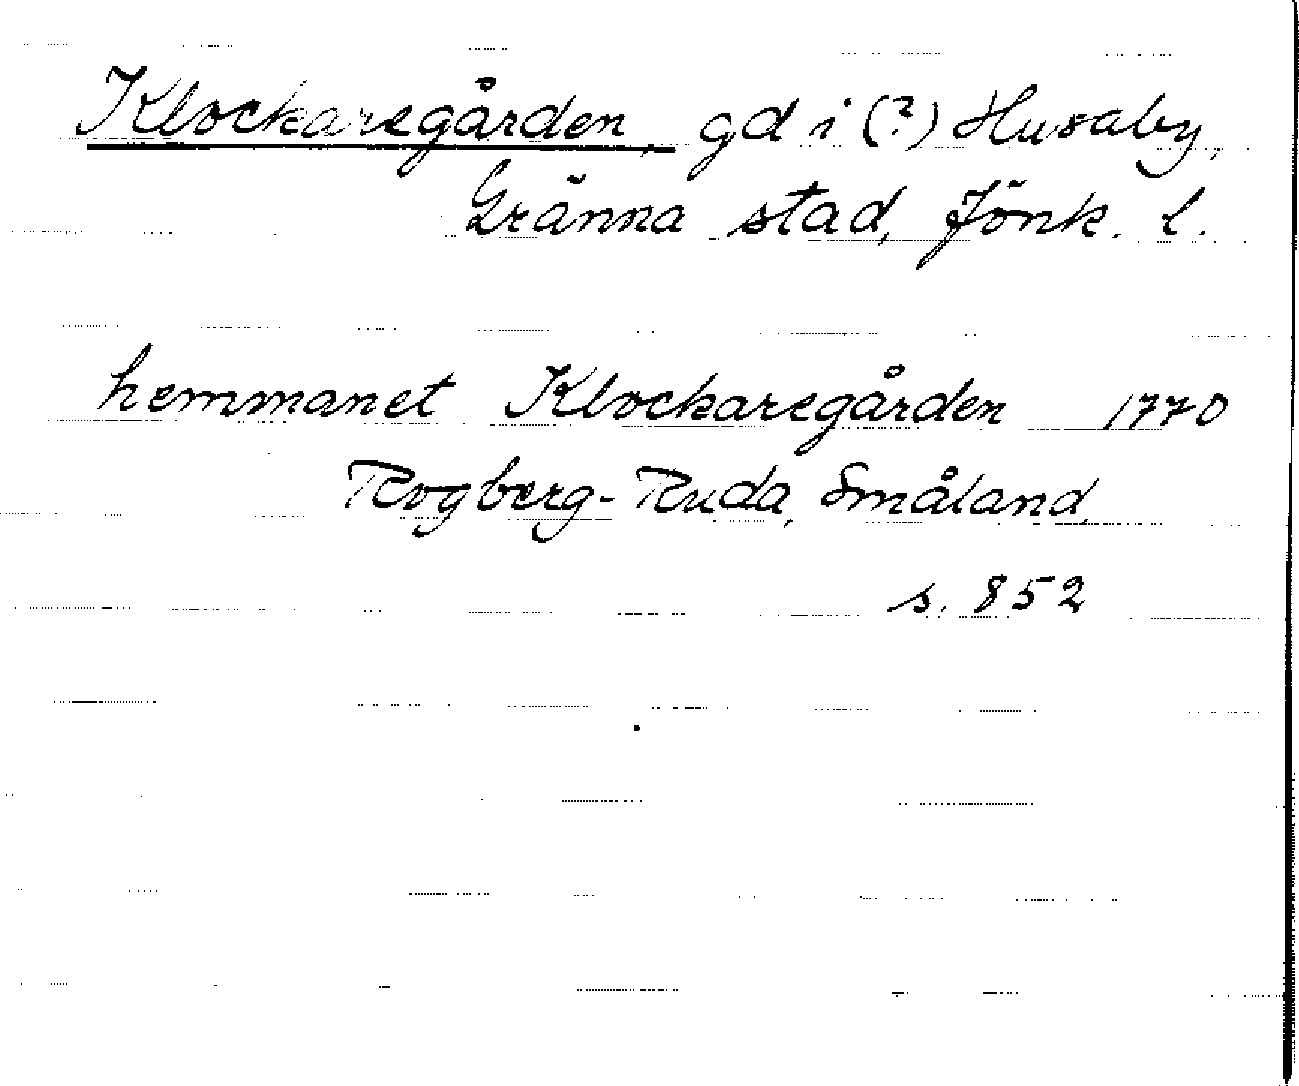 Klockaregården, gd i (?) Husaby,
Gränna stad, Jönk. l.
hemmanet Klockaregården 1770
Rogberg-Ruda, Småland,
s. 852